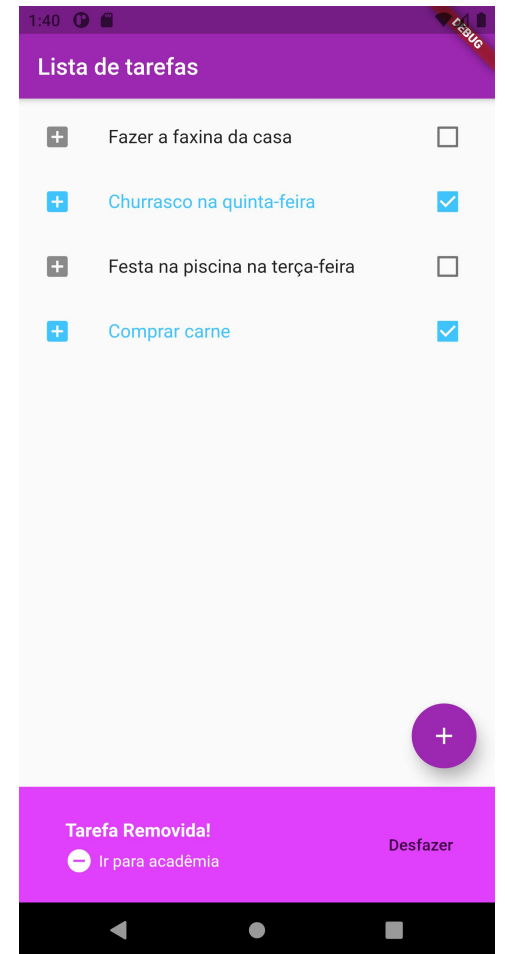 1:40
DEBUG
Lista de tarefas
Fazer a faxina da casa
Churrasco na quinta-feira
Festa na piscina na terça-feira
Comprar carne
Tarefa Removida!
Ir para acadêmia
Desfazer